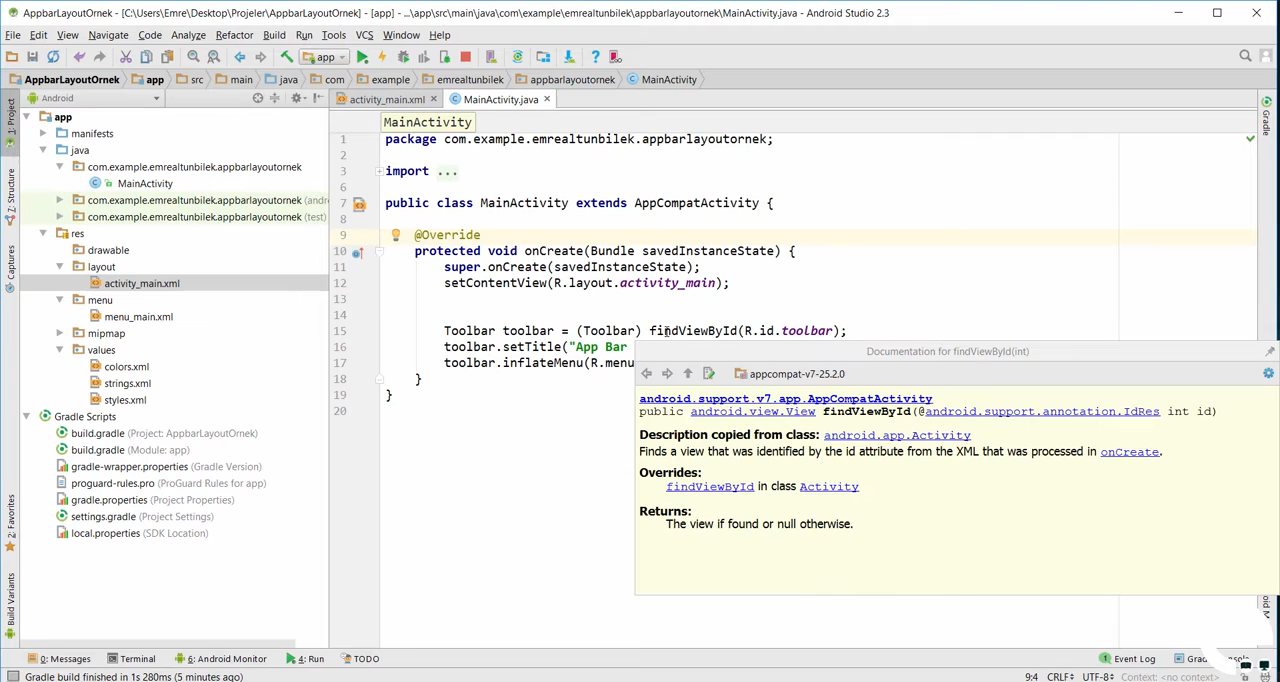 AppbarLayoutOrnek - [C:\Users\Emre\Desktop\Projeler\AppbarLayoutOrnek] - [app] - ...\app\src\main\java\com\example\emrealtunbilek\appbarlayoutornek\MainActivity.java - Android Studio 2.3
File Edit View Navigate Code Analyze Refactor Build Run Tools VCS Window Help
app
AppbarLayoutOrnek app src main java com example emrealtunbilek appbarlayoutornek MainActivity
Android
activity_main.xml MainActivity.java
1: Project
Z: Structure
Captures
2: Favorites
Build Variants
Gradle
app
manifests
java
com.example.emrealtunbilek.appbarlayoutornek
MainActivity
com.example.emrealtunbilek.appbarlayoutornek (andr
com.example.emrealtunbilek.appbarlayoutornek (test)
res
drawable
layout
activity_main.xml
menu
menu_main.xml
mipmap
values
colors.xml
strings.xml
styles.xml
Gradle Scripts
build.gradle (Project: AppbarLayoutOrnek)
build.gradle (Module: app)
gradle-wrapper.properties (Gradle Version)
proguard-rules.pro (ProGuard Rules for app)
gradle.properties (Project Properties)
settings.gradle (Project Settings)
local.properties (SDK Location)
MainActivity
1 package com.example.emrealtunbilek.appbarlayoutornek;
2
3 import ...
6
7 public class MainActivity extends AppCompatActivity {
8
9 @Override
10 protected void onCreate(Bundle savedInstanceState) {
11 super.onCreate(savedInstanceState);
12 setContentView(R.layout.activity_main);
13
14
15 Toolbar toolbar = (Toolbar) findViewById(R.id.toolbar);
16 toolbar.setTitle("App Bar
17 toolbar.inflateMenu(R.menu
18 }
19 }
20
Documentation for findViewById(int)
appcompat-v7-25.2.0
android.support.v7.app.AppCompatActivity
public android.view.View findViewById(@android.support.annotation.IdRes int id)
Description copied from class: android.app.Activity
Finds a view that was identified by the id attribute from the XML that was processed in onCreate.
Overrides:
findViewById in class Activity
Returns:
The view if found or null otherwise.
0: Messages Terminal 6: Android Monitor 4: Run TODO
1 Event Log
Gradle build finished in 1s 280ms (5 minutes ago)
9:4 CRLF UTF-8 Context: <no context>